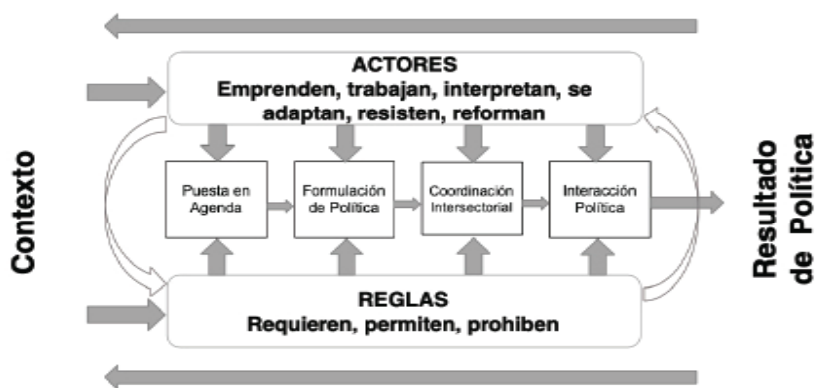 ACTORES
Emprenden, trabajan, interpretan, se
adaptan, resisten, reforman
Contexto
Puesta en
Agenda
Formulación
de Política
Coordinación
Intersectorial
Interacción
Política
Resultado
de Política
REGLAS
Requieren, permiten, prohiben